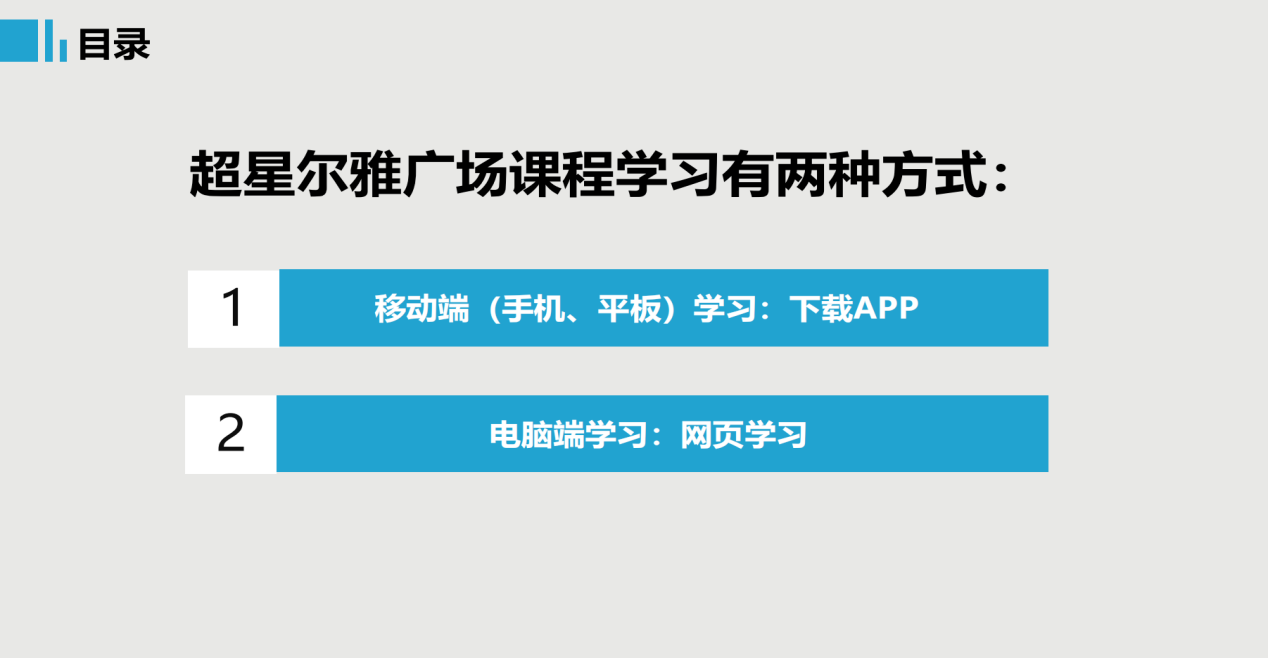 目录
超星尔雅广场课程学习有两种方式：
1
移动端（手机、平板）学习：下载APP
2
电脑端学习：网页学习